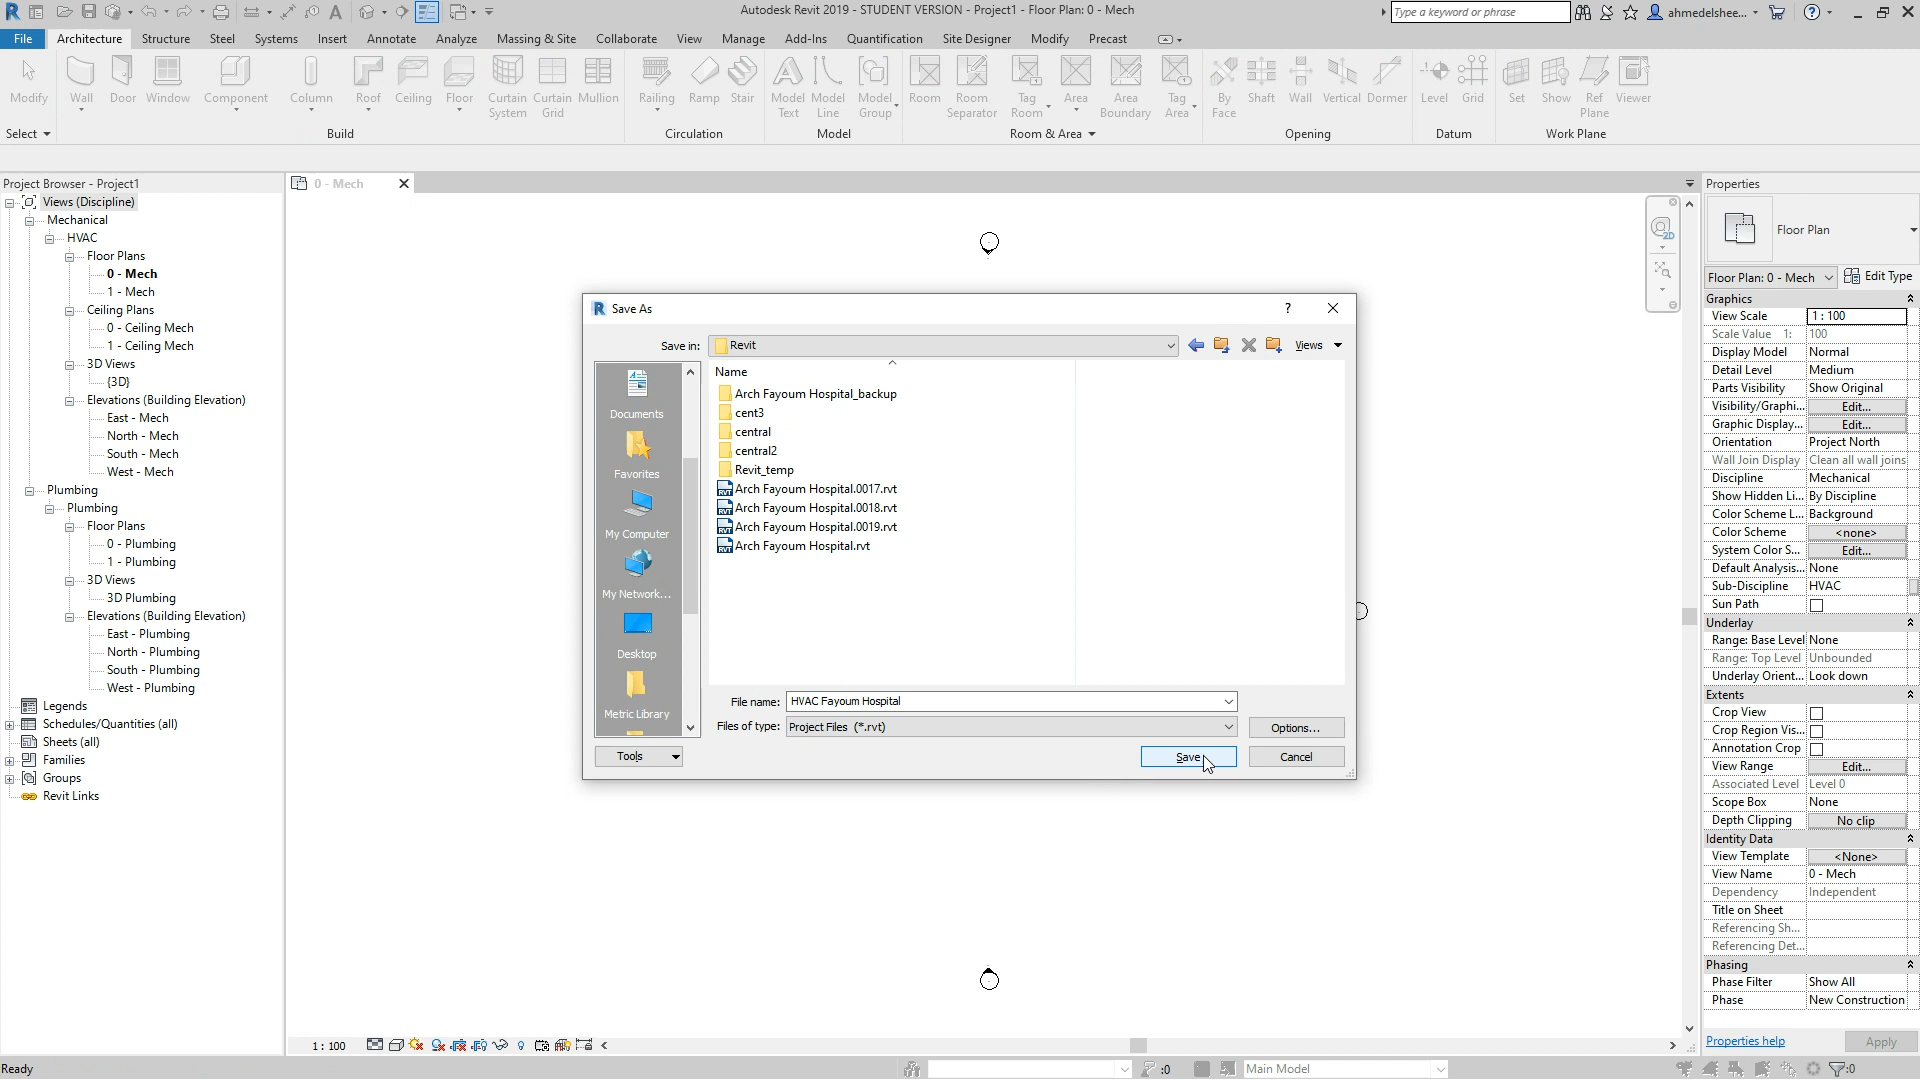 Autodesk Revit 2019 - STUDENT VERSION - Project1 - Floor Plan: 0 - Mech
Type a keyword or phrase
ahmedelshee...
File Architecture Structure Steel Systems Insert Annotate Analyze Massing & Site Collaborate View Manage Add-Ins Quantification Site Designer Modify Precast
Modify Wall Door Window Component Column Roof Ceiling Floor Curtain System Curtain Grid Mullion Railing Ramp Stair Model Text Model Line Model Group Room Room Separator Tag Room Area Area Boundary Tag Area By Face Shaft Wall Vertical Dormer Level Grid Set Show Ref Plane Viewer
Select Build Circulation Model Room & Area Opening Datum Work Plane
Project Browser - Project1
Views (Discipline)
Mechanical
HVAC
Floor Plans
0 - Mech
1 - Mech
Ceiling Plans
0 - Ceiling Mech
1 - Ceiling Mech
3D Views
{3D}
Elevations (Building Elevation)
East - Mech
North - Mech
South - Mech
West - Mech
Plumbing
Plumbing
Floor Plans
0 - Plumbing
1 - Plumbing
3D Views
3D Plumbing
Elevations (Building Elevation)
East - Plumbing
North - Plumbing
South - Plumbing
West - Plumbing
Legends
Schedules/Quantities (all)
Sheets (all)
Families
Groups
Revit Links
0 - Mech
Save As
Save in: Revit Views
Documents
Favorites
My Computer
My Network...
Desktop
Metric Library
Name
Arch Fayoum Hospital_backup
cent3
central
central2
Revit_temp
Arch Fayoum Hospital.0017.rvt
Arch Fayoum Hospital.0018.rvt
Arch Fayoum Hospital.0019.rvt
Arch Fayoum Hospital.rvt
File name: HVAC Fayoum Hospital
Files of type: Project Files (*.rvt) Options...
Tools Save Cancel
2D
Properties
Floor Plan
Floor Plan: 0 - Mech Edit Type
Graphics
View Scale 1 : 100
Scale Value 1: 100
Display Model Normal
Detail Level Medium
Parts Visibility Show Original
Visibility/Graphi... Edit...
Graphic Display... Edit...
Orientation Project North
Wall Join Display Clean all wall joins
Discipline Mechanical
Show Hidden Li... By Discipline
Color Scheme L... Background
Color Scheme <none>
System Color S... Edit...
Default Analysis... None
Sub-Discipline HVAC
Sun Path
Underlay
Range: Base Level None
Range: Top Level Unbounded
Underlay Orient... Look down
Extents
Crop View
Crop Region Vis...
Annotation Crop
View Range Edit...
Associated Level Level 0
Scope Box None
Depth Clipping No clip
Identity Data
View Template <None>
View Name 0 - Mech
Dependency Independent
Title on Sheet
Referencing Sh...
Referencing Det...
Phasing
Phase Filter Show All
Phase New Construction
Properties help Apply
1 : 100
Ready :0 Main Model :0